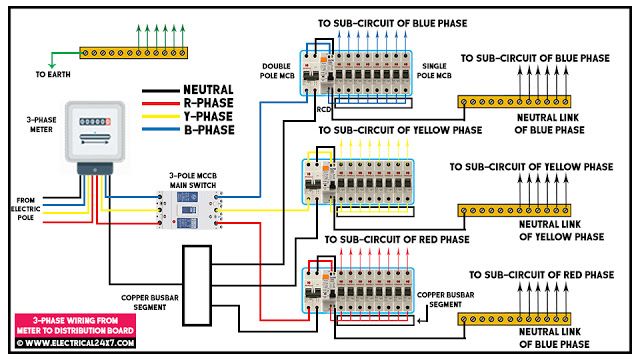 TO SUB-CIRCUIT OF BLUE PHASE
DOUBLE
POLE MCB
SINGLE
POLE MCB
TO SUB-CIRCUIT OF BLUE PHASE
TO EARTH
NEUTRAL
R-PHASE
Y-PHASE
B-PHASE
RCD
NEUTRAL LINK
OF BLUE PHASE
3-PHASE
METER
TO SUB-CIRCUIT OF YELLOW PHASE
TO SUB-CIRCUIT OF YELLOW PHASE
3-POLE MCCB
MAIN SWITCH
FROM
ELECTRIC
POLE
NEUTRAL LINK
OF YELLOW PHASE
TO SUB-CIRCUIT OF RED PHASE
TO SUB-CIRCUIT OF RED PHASE
COPPER BUSBAR
SEGMENT
COPPER BUSBAR
SEGMENT
NEUTRAL LINK
OF BLUE PHASE
3-PHASE WIRING FROM
METER TO DISTRIBUTION BOARD
© WWW.ELECTRICAL24X7.COM